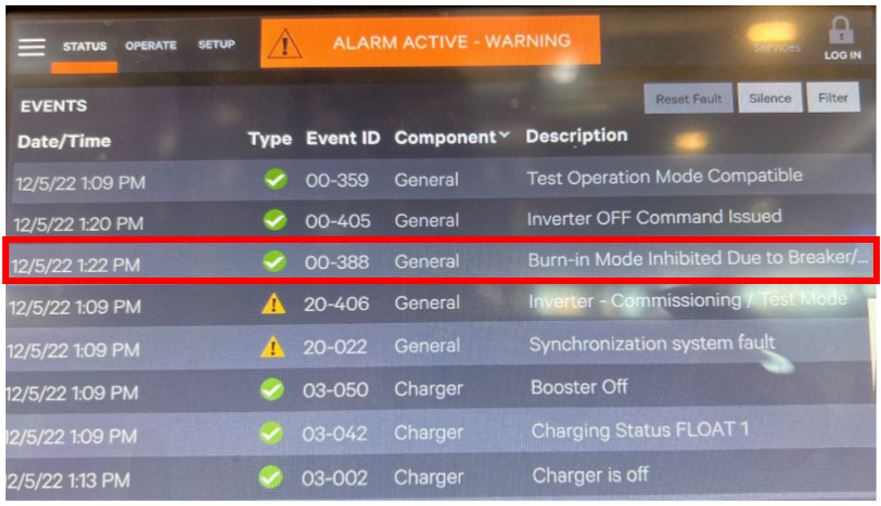 STATUS OPERATE SETUP ALARM ACTIVE - WARNING Services LOG IN
EVENTS Reset Fault Silence Filter
Date/Time Type Event ID Component Description
12/5/22 1:09 PM 00-359 General Test Operation Mode Compatible
12/5/22 1:20 PM 00-405 General Inverter OFF Command Issued
12/5/22 1:22 PM 00-388 General Burn-in Mode Inhibited Due to Breaker/...
12/5/22 1:09 PM 20-406 General Inverter - Commissioning / Test Mode
12/5/22 1:09 PM 20-022 General Synchronization system fault
12/5/22 1:09 PM 03-050 Charger Booster Off
12/5/22 1:09 PM 03-042 Charger Charging Status FLOAT 1
2/5/22 1:13 PM 03-002 Charger Charger is off